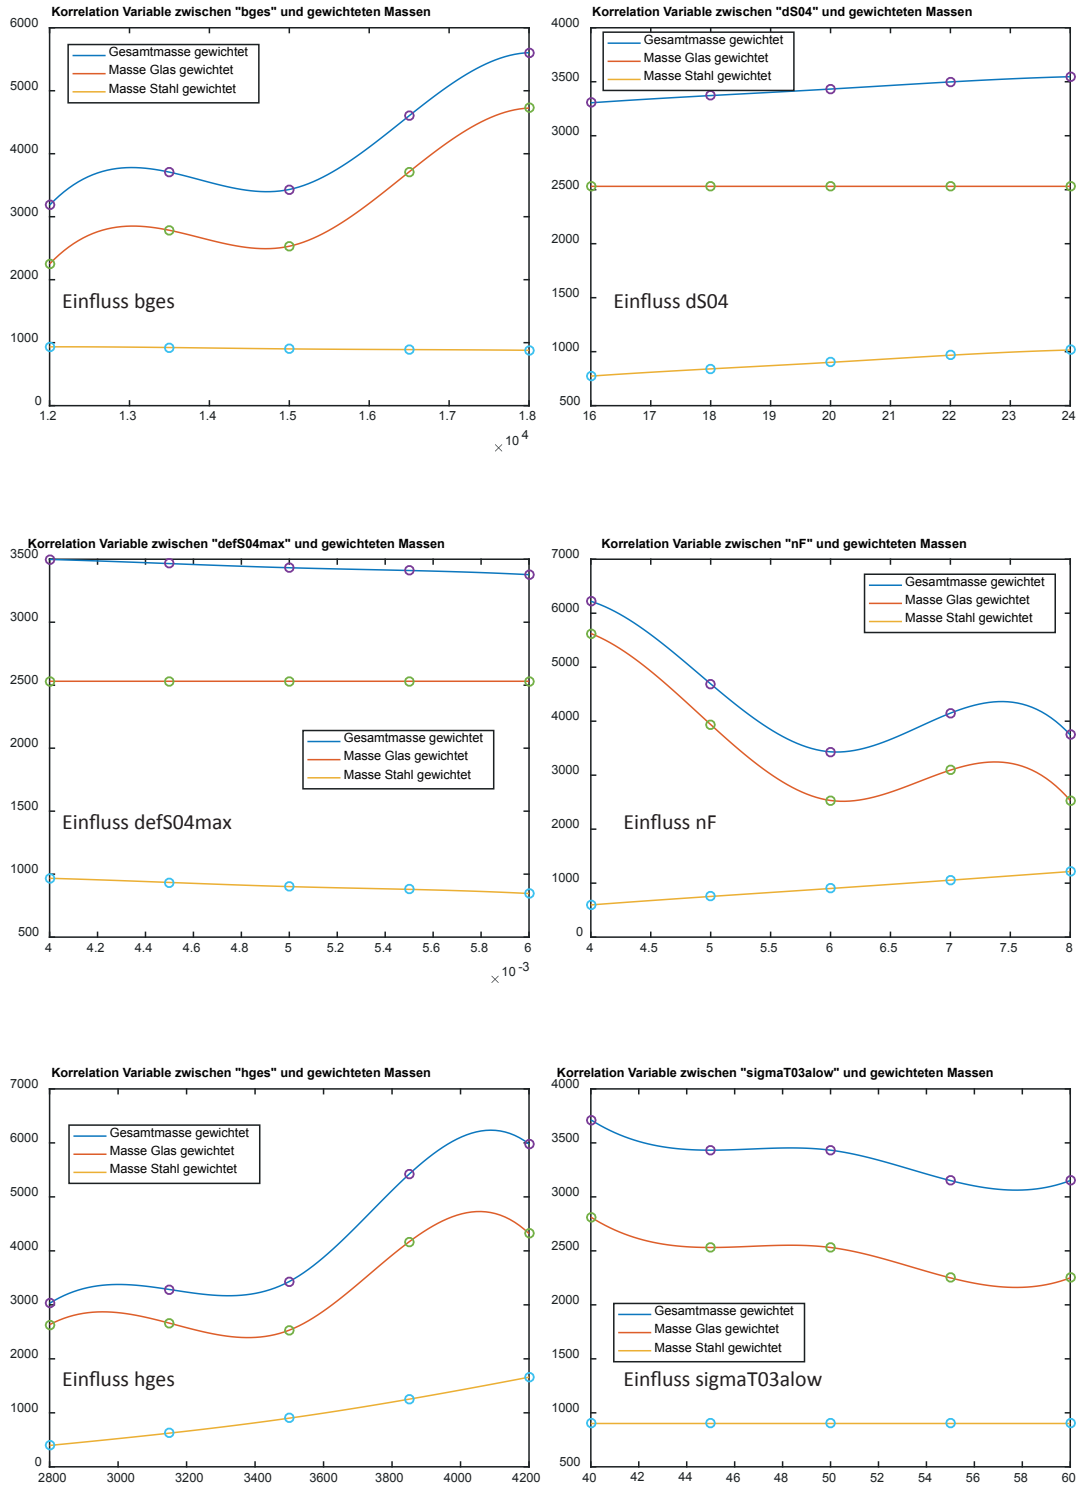 Korrelation Variable zwischen "bges" und gewichteten Massen
6000
5000
4000
3000
2000
1000
0
Gesamtmasse gewichtet
Masse Glas gewichtet
Masse Stahl gewichtet
Einfluss bges
1.2 1.3 1.4 1.5 1.6 1.7 1.8
× 10 4
Korrelation Variable zwischen "dS04" und gewichteten Massen
4000
3500
3000
2500
2000
1500
1000
500
Gesamtmasse gewichtet
Masse Glas gewichtet
Masse Stahl gewichtet
Einfluss dS04
16 17 18 19 20 21 22 23 24
Korrelation Variable zwischen "defS04max" und gewichteten Massen
3500
3000
2500
2000
1500
1000
500
Gesamtmasse gewichtet
Masse Glas gewichtet
Masse Stahl gewichtet
Einfluss defS04max
4 4.2 4.4 4.6 4.8 5 5.2 5.4 5.6 5.8 6
× 10 -3
Korrelation Variable zwischen "nF" und gewichteten Massen
7000
6000
5000
4000
3000
2000
1000
0
Gesamtmasse gewichtet
Masse Glas gewichtet
Masse Stahl gewichtet
Einfluss nF
4 4.5 5 5.5 6 6.5 7 7.5 8
Korrelation Variable zwischen "hges" und gewichteten Massen
7000
6000
5000
4000
3000
2000
1000
0
Gesamtmasse gewichtet
Masse Glas gewichtet
Masse Stahl gewichtet
Einfluss hges
2800 3000 3200 3400 3600 3800 4000 4200
Korrelation Variable zwischen "sigmaT03alow" und gewichteten Massen
4000
3500
3000
2500
2000
1500
1000
500
Gesamtmasse gewichtet
Masse Glas gewichtet
Masse Stahl gewichtet
Einfluss sigmaT03alow
40 42 44 46 48 50 52 54 56 58 60